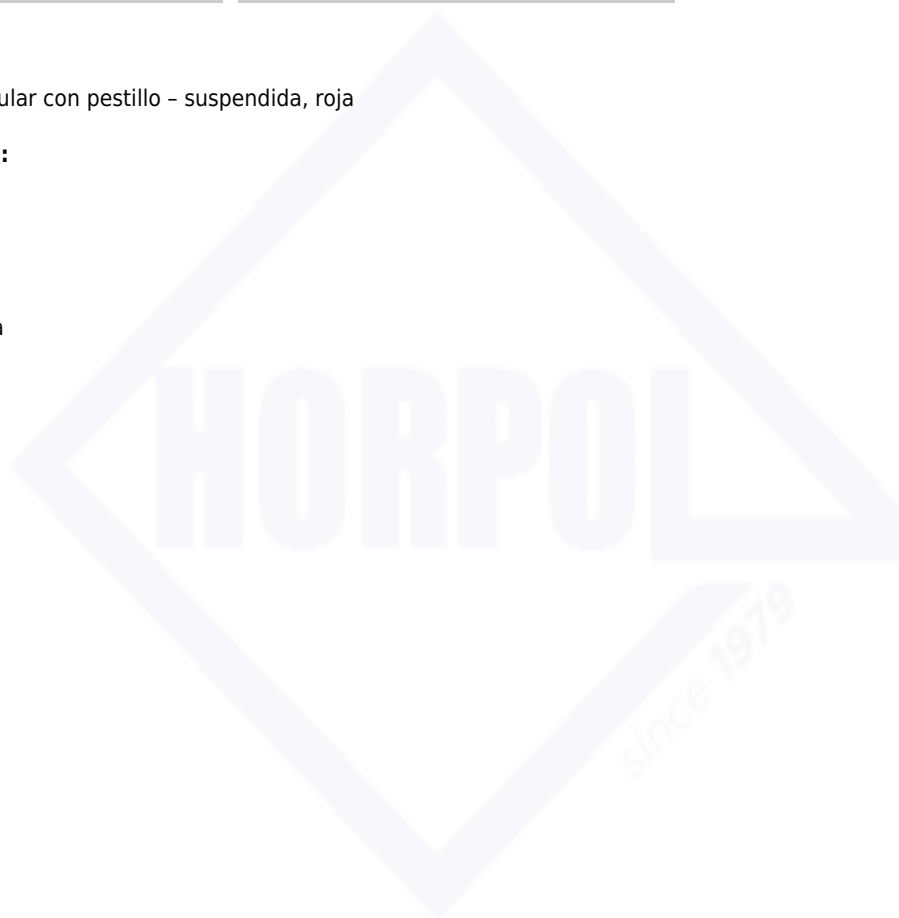 ular con pestillo – suspendida, roja
:
a
HORPOL
since 1979